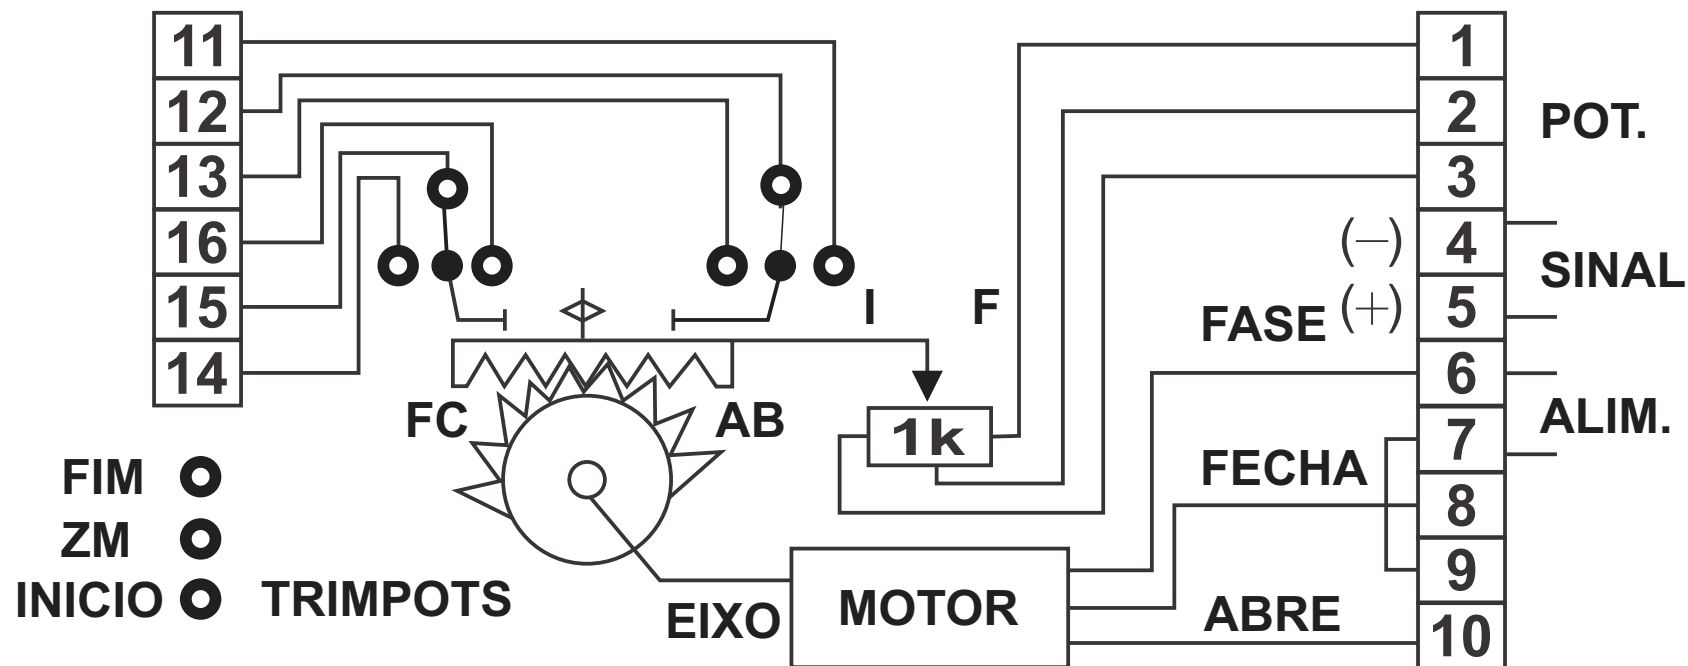 11
12
13
16
15
14
I
F
FC
AB
1k
FIM
ZM
INICIO
TRIMPOTS
EIXO
MOTOR
1
2
3
4
5
6
7
8
9
10
POT.
(–)
SINAL
FASE (+)
ALIM.
FECHA
ABRE